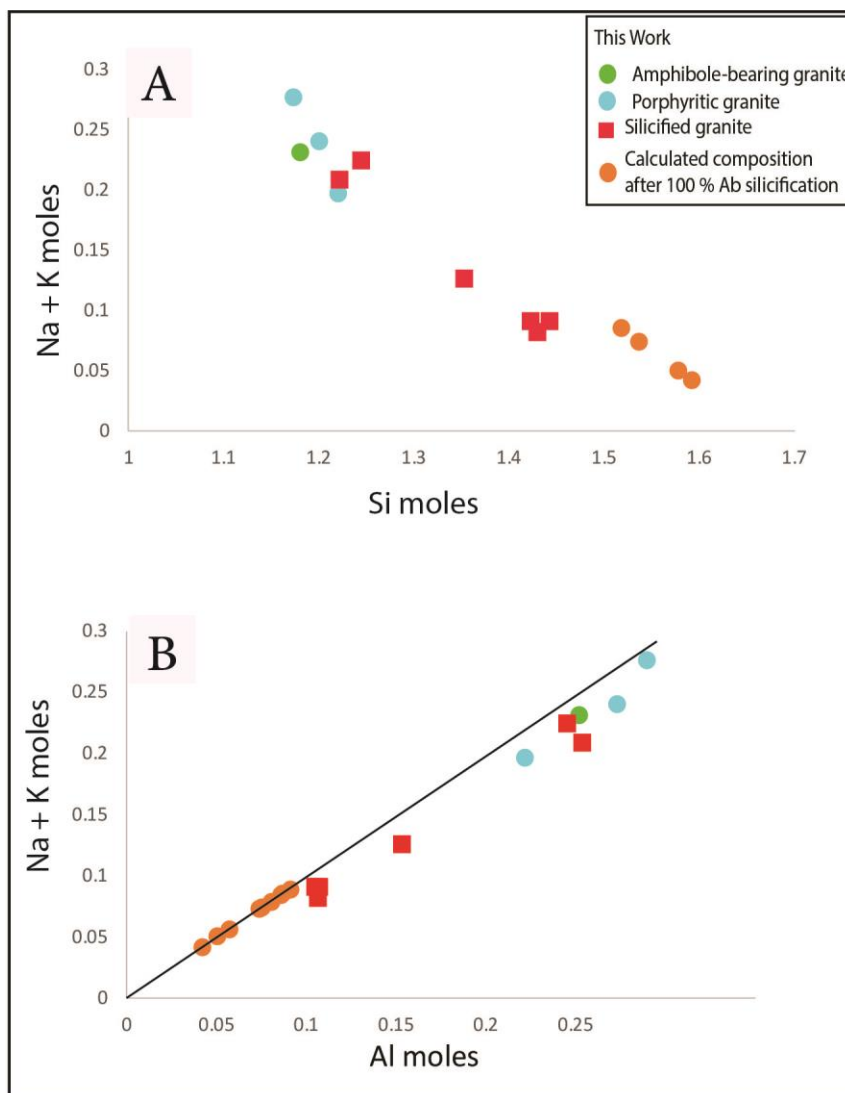 A
This Work
Amphibole-bearing granite
Porphyritic granite
Silicified granite
Calculated composition
after 100 % Ab silicification
Na + K moles
0.3
0.25
0.2
0.15
0.1
0.05
0
1
1.1
1.2
1.3
1.4
1.5
1.6
1.7
Si moles
B
Na + K moles
0.3
0.25
0.2
0.15
0.1
0.05
0
0
0.05
0.1
0.15
0.2
0.25
Al moles